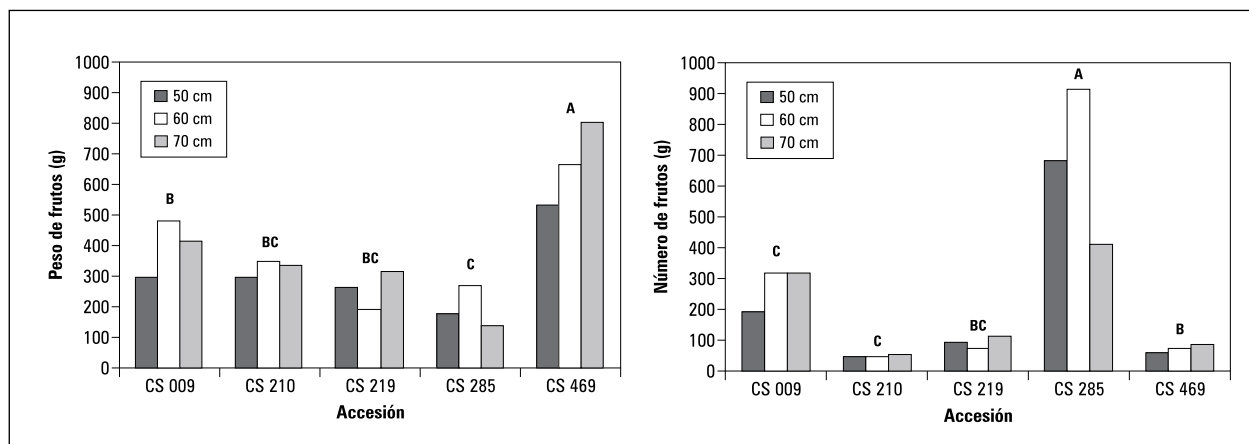 Peso de frutos (g)
1000
900
800
700
600
500
400
300
200
100
0
50 cm
60 cm
70 cm
B
BC
BC
C
A
CS 009 CS 210 CS 219 CS 285 CS 469
Accesión
Número de frutos (g)
1000
900
800
700
600
500
400
300
200
100
0
50 cm
60 cm
70 cm
C
C
BC
A
B
CS 009 CS 210 CS 219 CS 285 CS 469
Accesión